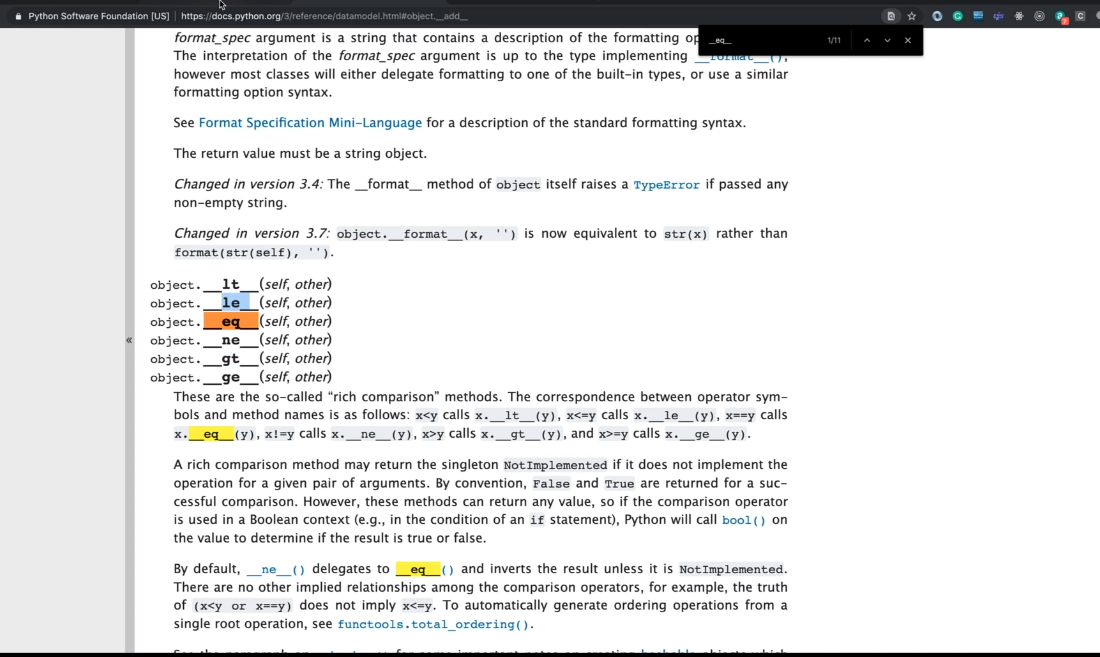 Python Software Foundation [US] | https://docs.python.org/3/reference/datamodel.html#object.__add__
__eq__ 1/11
format_spec argument is a string that contains a description of the formatting op
The interpretation of the format_spec argument is up to the type implementing __format__(),
however most classes will either delegate formatting to one of the built-in types, or use a similar
formatting option syntax.
See Format Specification Mini-Language for a description of the standard formatting syntax.
The return value must be a string object.
Changed in version 3.4: The __format__ method of object itself raises a TypeError if passed any
non-empty string.
Changed in version 3.7: object.__format__(x, '') is now equivalent to str(x) rather than
format(str(self), '').
object.__lt__(self, other)
object.__le__(self, other)
object.__eq__(self, other)
« object.__ne__(self, other)
object.__gt__(self, other)
object.__ge__(self, other)
These are the so-called “rich comparison” methods. The correspondence between operator sym-
bols and method names is as follows: x<y calls x.__lt__(y), x<=y calls x.__le__(y), x==y calls
x.__eq__(y), x!=y calls x.__ne__(y), x>y calls x.__gt__(y), and x>=y calls x.__ge__(y).
A rich comparison method may return the singleton NotImplemented if it does not implement the
operation for a given pair of arguments. By convention, False and True are returned for a suc-
cessful comparison. However, these methods can return any value, so if the comparison operator
is used in a Boolean context (e.g., in the condition of an if statement), Python will call bool() on
the value to determine if the result is true or false.
By default, __ne__() delegates to __eq__() and inverts the result unless it is NotImplemented.
There are no other implied relationships among the comparison operators, for example, the truth
of (x<y or x==y) does not imply x<=y. To automatically generate ordering operations from a
single root operation, see functools.total_ordering().